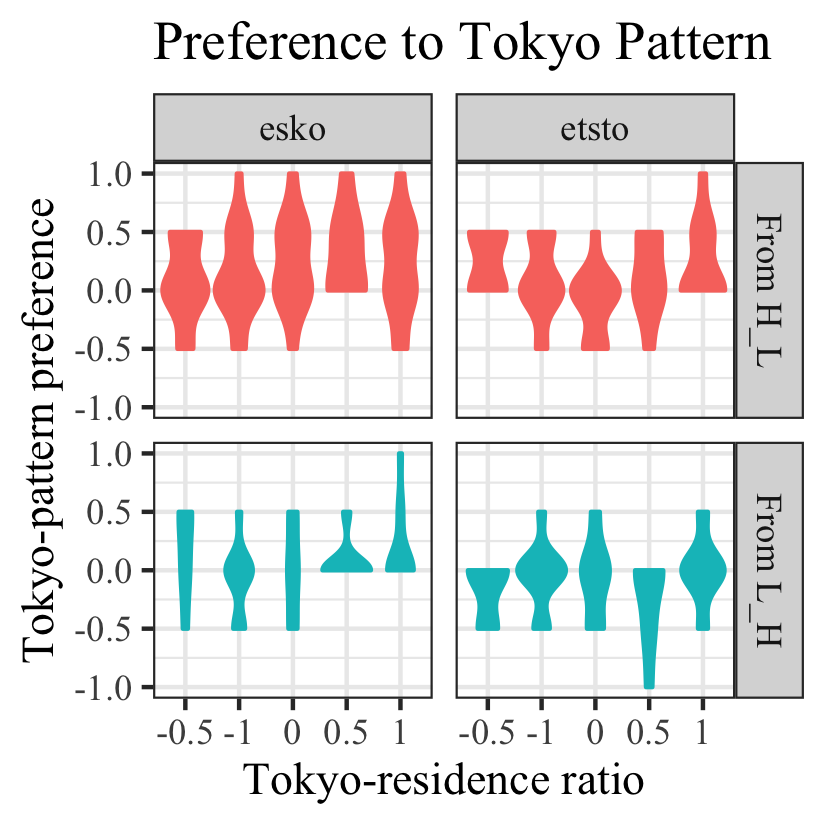 Preference to Tokyo Pattern
esko
etsto
Tokyo-pattern preference
1.0
0.5
0.0
-0.5
-1.0
From H_L
1.0
0.5
0.0
-0.5
-1.0
From L_H
-0.5 -1 0 0.5 1
-0.5 -1 0 0.5 1
Tokyo-residence ratio